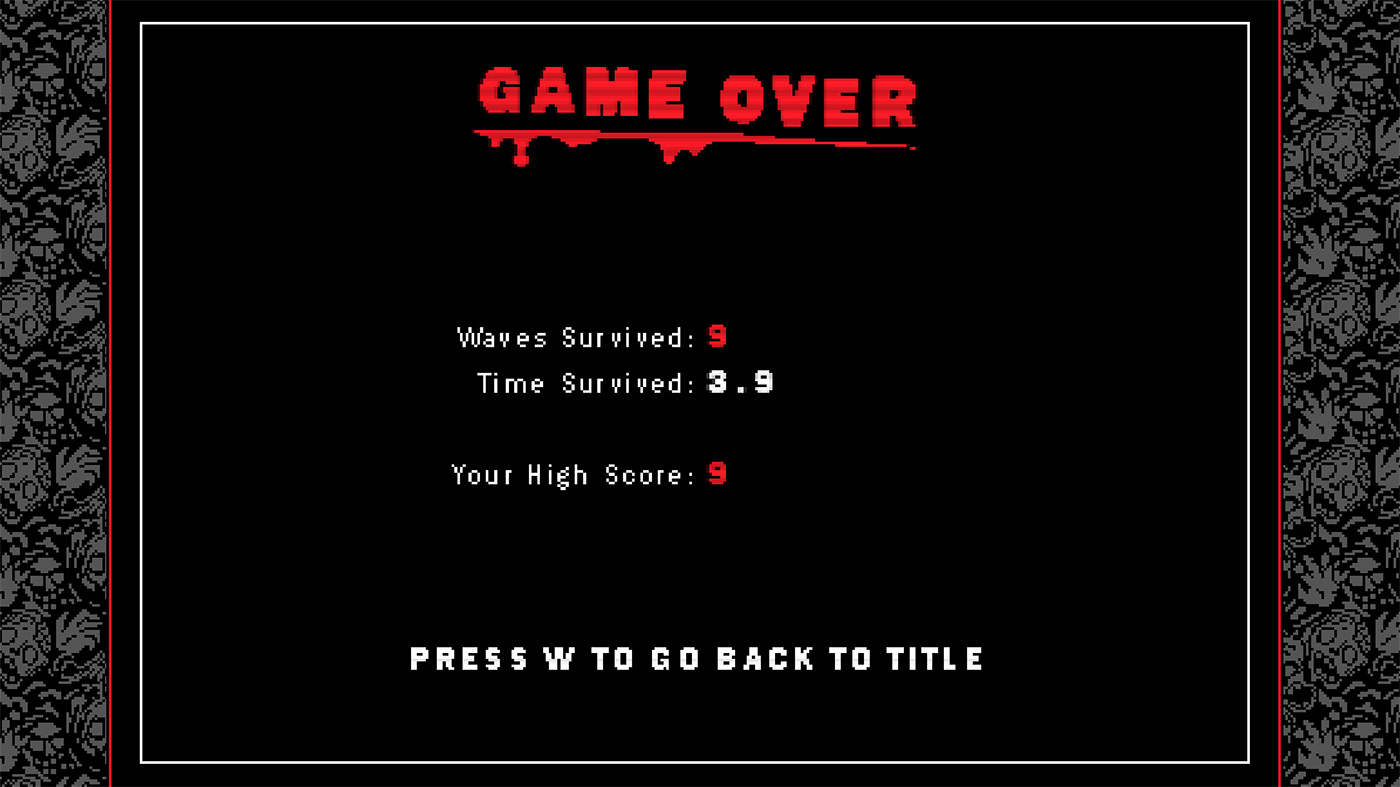 GAME OVER
Waves Survived: 9
Time Survived: 3.9
Your High Score: 9
PRESS W TO GO BACK TO TITLE